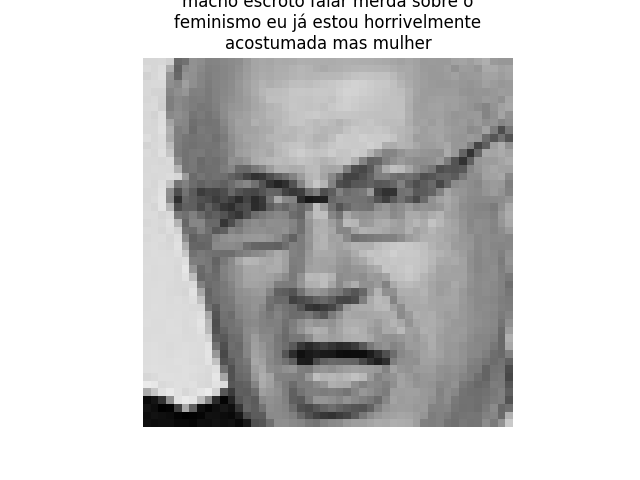 macho escroto falar merda sobre o
feminismo eu já estou horrivelmente
acostumada mas mulher